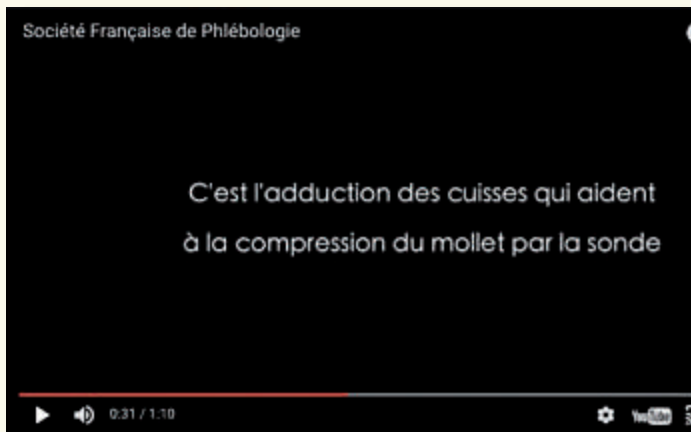 Société Française de Phlébologie
C'est l'adduction des cuisses qui aident
à la compression du mollet par la sonde
0:31 / 1:10
YouTube